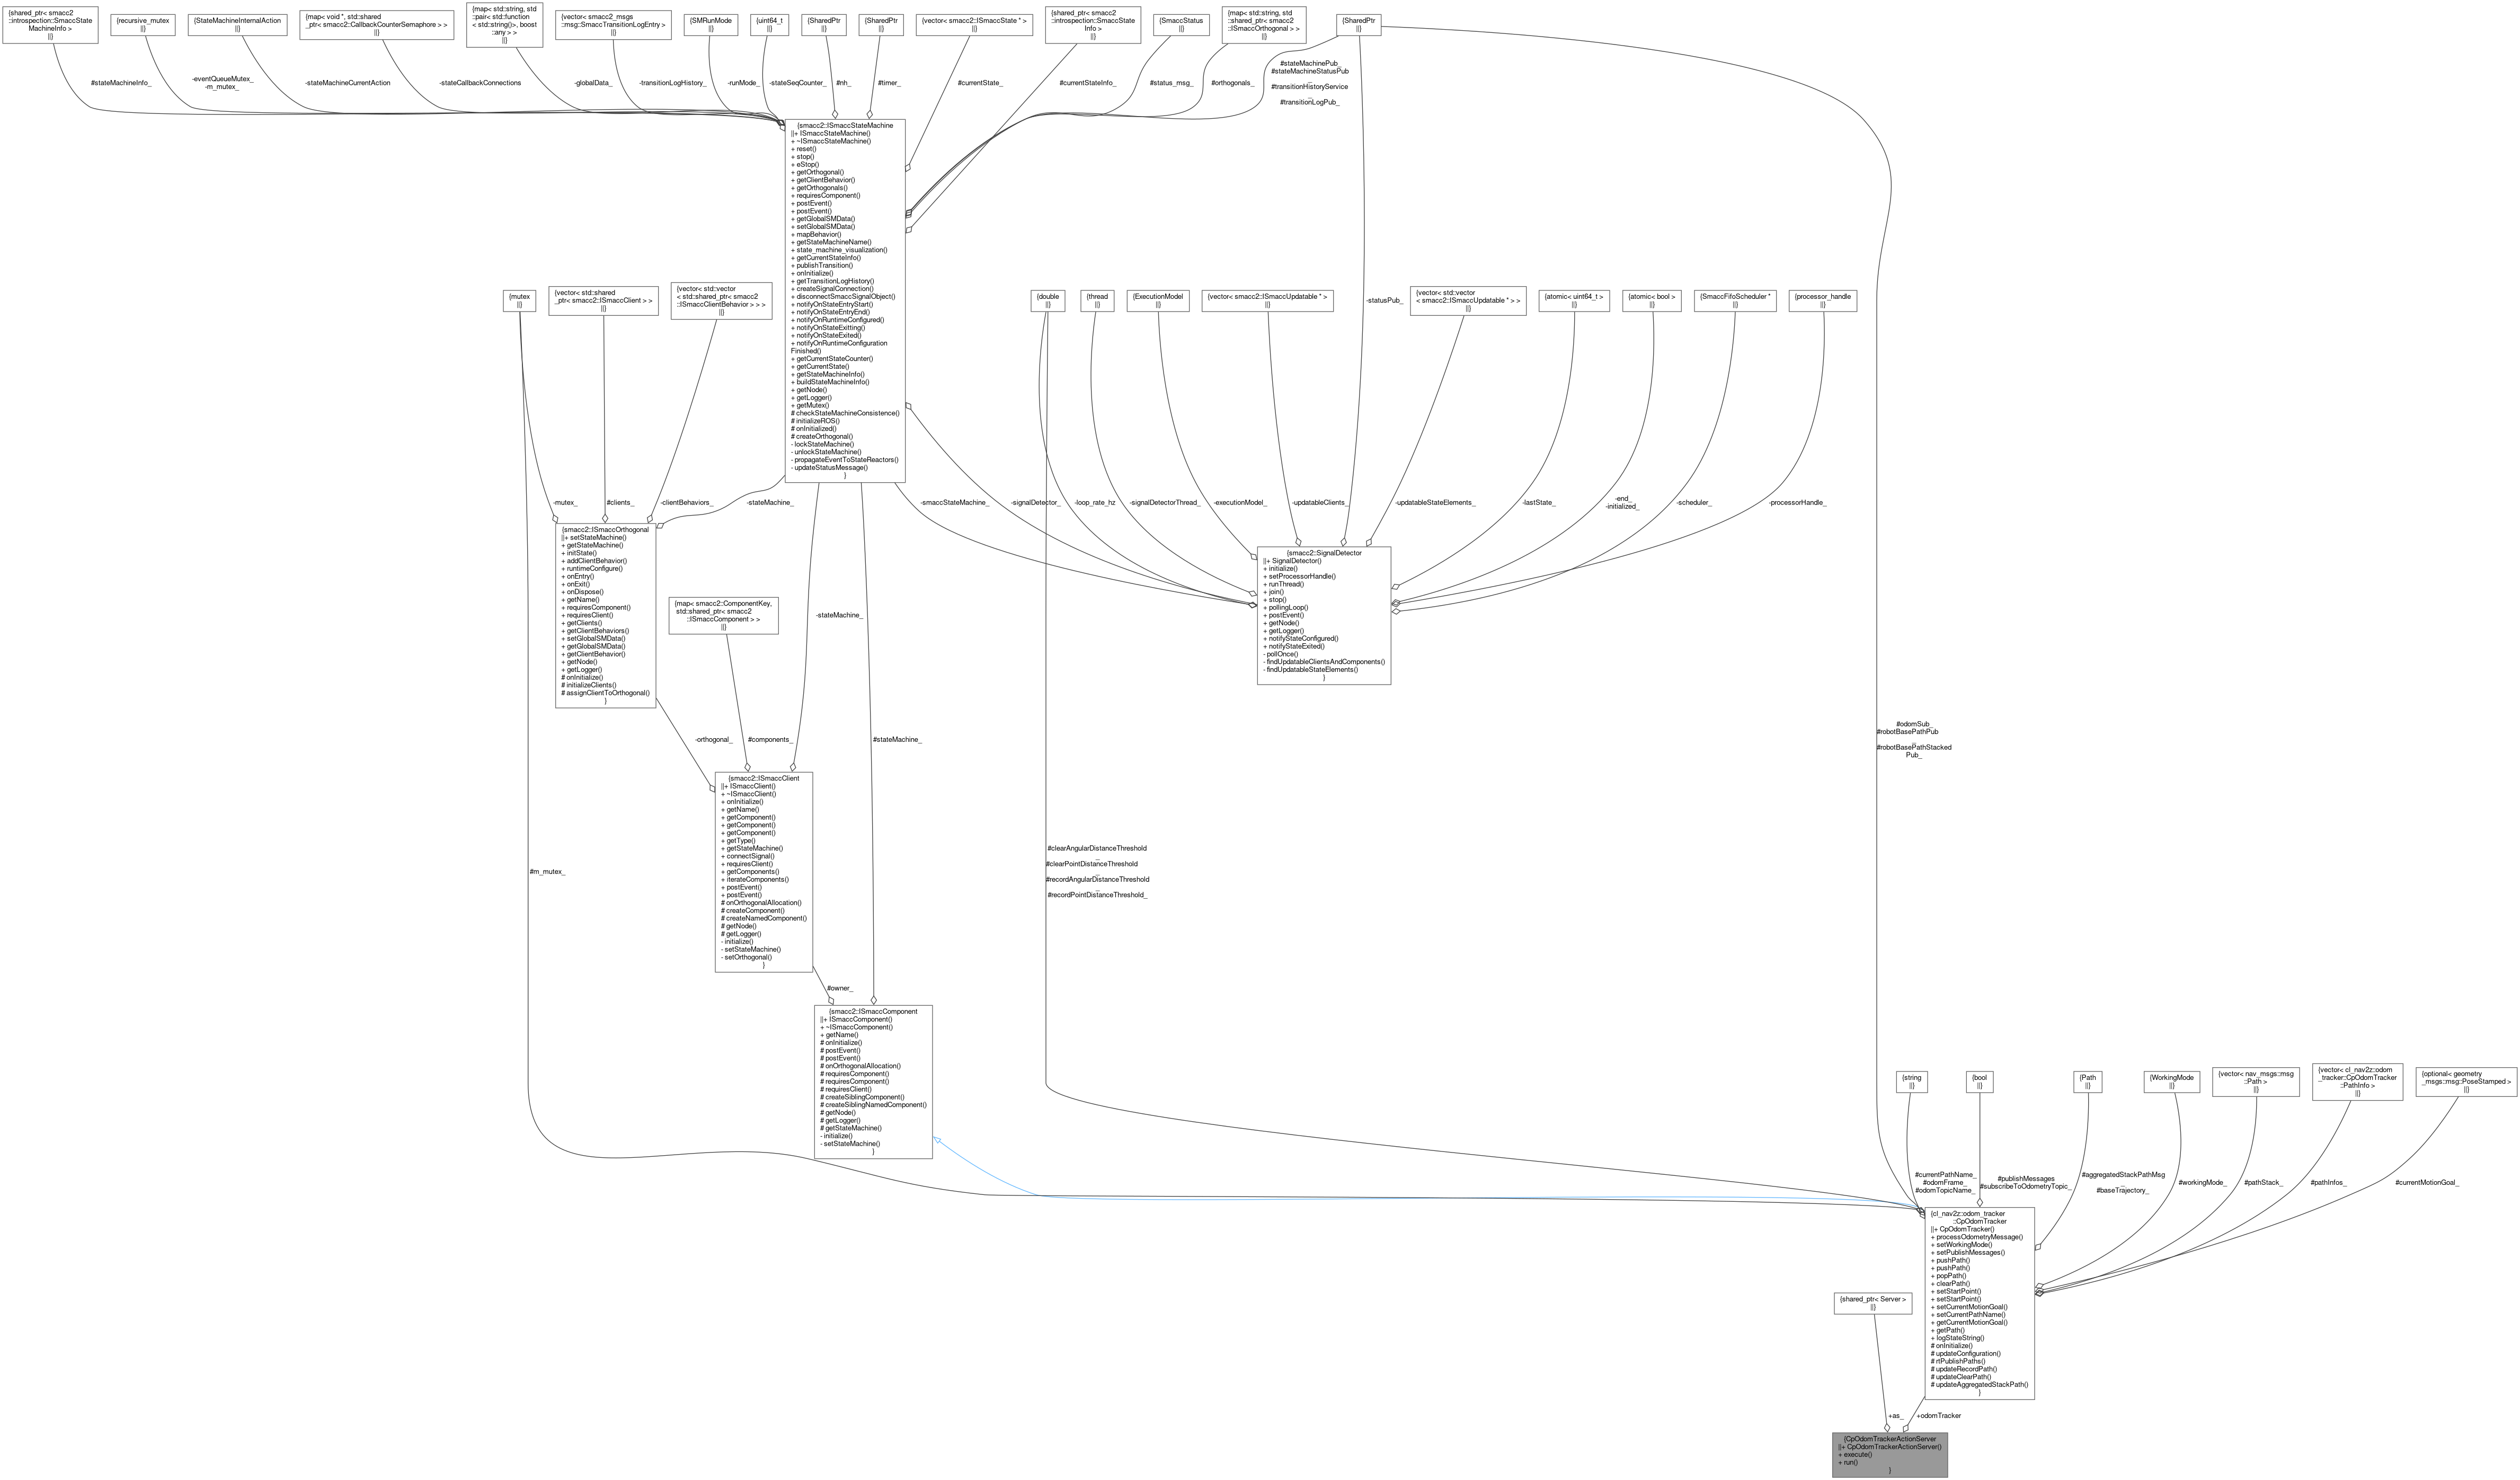 {shared_ptr< smacc2
::introspection::SmaccState
MachineInfo >
||}
{recursive_mutex
||}
{StateMachineInternalAction
||}
{map< void *, std::shared
_ptr< smacc2::CallbackCounterSemaphore > >
||}
{map< std::string, std
::pair< std::function
< std::string()>, boost
::any > >
||}
{vector< smacc2_msgs
::msg::SmaccTransitionLogEntry >
||}
{SMRunMode
||}
{uint64_t
||}
{SharedPtr
||}
{SharedPtr
||}
{vector< smacc2::ISmaccState * >
||}
{shared_ptr< smacc2
::introspection::SmaccState
Info >
||}
{SmaccStatus
||}
{map< std::string, std
::shared_ptr< smacc2
::ISmaccOrthogonal > >
||}
{SharedPtr
||}
#stateMachineInfo_
-eventQueueMutex_
-m_mutex_
-stateMachineCurrentAction
-stateCallbackConnections
-globalData_
-transitionLogHistory_
-runMode_
-stateSeqCounter_
#nh_
#timer_
#currentState_
#currentStateInfo_
#status_msg_
#orthogonals_
#stateMachinePub_
#stateMachineStatusPub
_
#transitionHistoryService
_
#transitionLogPub_
{smacc2::ISmaccStateMachine
||+ ISmaccStateMachine()
+ ~ISmaccStateMachine()
+ reset()
+ stop()
+ eStop()
+ getOrthogonal()
+ getClientBehavior()
+ getOrthogonals()
+ requiresComponent()
+ postEvent()
+ postEvent()
+ getGlobalSMData()
+ setGlobalSMData()
+ mapBehavior()
+ getStateMachineName()
+ state_machine_visualization()
+ getCurrentStateInfo()
+ publishTransition()
+ onInitialize()
+ getTransitionLogHistory()
+ createSignalConnection()
+ disconnectSmaccSignalObject()
+ notifyOnStateEntryStart()
+ notifyOnStateEntryEnd()
+ notifyOnRuntimeConfigured()
+ notifyOnStateExitting()
+ notifyOnStateExited()
+ notifyOnRuntimeConfiguration
Finished()
+ getCurrentStateCounter()
+ getCurrentState()
+ getStateMachineInfo()
+ buildStateMachineInfo()
+ getNode()
+ getLogger()
+ getMutex()
# checkStateMachineConsistence()
# initializeROS()
# onInitialized()
# createOrthogonal()
- lockStateMachine()
- unlockStateMachine()
- propagateEventToStateReactors()
- updateStatusMessage()
}
{mutex
||}
{vector< std::shared
_ptr< smacc2::ISmaccClient > >
||}
{vector< std::vector
< std::shared_ptr< smacc2
::ISmaccClientBehavior > > >
||}
{double
||}
{thread
||}
{ExecutionModel
||}
{vector< smacc2::ISmaccUpdatable * >
||}
-statusPub_
{vector< std::vector
< smacc2::ISmaccUpdatable * > >
||}
{atomic< uint64_t >
||}
{atomic< bool >
||}
{SmaccFifoScheduler *
||}
{processor_handle
||}
-mutex_
#clients_
-clientBehaviors_
-stateMachine_
-smaccStateMachine_
-signalDetector_
-loop_rate_hz
-signalDetectorThread_
-executionModel_
-updatableClients_
-updatableStateElements_
-lastState_
-end_
-initialized_
-scheduler_
-processorHandle_
{smacc2::ISmaccOrthogonal
||+ setStateMachine()
+ getStateMachine()
+ initState()
+ addClientBehavior()
+ runtimeConfigure()
+ onEntry()
+ onExit()
+ onDispose()
+ getName()
+ requiresComponent()
+ requiresClient()
+ getClients()
+ getClientBehaviors()
+ setGlobalSMData()
+ getGlobalSMData()
+ getClientBehavior()
+ getNode()
+ getLogger()
# onInitialize()
# initializeClients()
# assignClientToOrthogonal()
}
{smacc2::SignalDetector
||+ SignalDetector()
+ initialize()
+ setProcessorHandle()
+ runThread()
+ join()
+ stop()
+ pollingLoop()
+ postEvent()
+ getNode()
+ getLogger()
+ notifyStateConfigured()
+ notifyStateExited()
- pollOnce()
- findUpdatableClientsAndComponents()
- findUpdatableStateElements()
}
{map< smacc2::ComponentKey,
std::shared_ptr< smacc2
::ISmaccComponent > >
||}
-stateMachine_
-orthogonal_
#components_
#stateMachine_
#odomSub_
#robotBasePathPub
_
#robotBasePathStacked
Pub_
{smacc2::ISmaccClient
||+ ISmaccClient()
+ ~ISmaccClient()
+ onInitialize()
+ getName()
+ getComponent()
+ getComponent()
+ getComponent()
+ getType()
+ getStateMachine()
+ connectSignal()
+ requiresClient()
+ getComponents()
+ iterateComponents()
+ postEvent()
+ postEvent()
# onOrthogonalAllocation()
# createComponent()
# createNamedComponent()
# getNode()
# getLogger()
- initialize()
- setStateMachine()
- setOrthogonal()
}
#m_mutex_
#clearAngularDistanceThreshold
_
#clearPointDistanceThreshold
_
#recordAngularDistanceThreshold
_
#recordPointDistanceThreshold_
#owner_
{smacc2::ISmaccComponent
||+ ISmaccComponent()
+ ~ISmaccComponent()
+ getName()
# onInitialize()
# postEvent()
# postEvent()
# onOrthogonalAllocation()
# requiresComponent()
# requiresComponent()
# requiresClient()
# createSiblingComponent()
# createSiblingNamedComponent()
# getNode()
# getLogger()
# getStateMachine()
- initialize()
- setStateMachine()
}
{string
||}
{bool
||}
{Path
||}
{WorkingMode
||}
{vector< nav_msgs::msg
::Path >
||}
{vector< cl_nav2z::odom
_tracker::CpOdomTracker
::PathInfo >
||}
{optional< geometry
_msgs::msg::PoseStamped >
||}
#currentPathName_
#odomFrame_
#odomTopicName_
#publishMessages
#subscribeToOdometryTopic_
#aggregatedStackPathMsg
_
#baseTrajectory_
#workingMode_
#pathStack_
#pathInfos_
#currentMotionGoal_
{cl_nav2z::odom_tracker
::CpOdomTracker
||+ CpOdomTracker()
+ processOdometryMessage()
+ setWorkingMode()
+ setPublishMessages()
+ pushPath()
+ pushPath()
+ popPath()
+ clearPath()
+ setStartPoint()
+ setStartPoint()
+ setCurrentMotionGoal()
+ setCurrentPathName()
+ getCurrentMotionGoal()
+ getPath()
+ logStateString()
# onInitialize()
# updateConfiguration()
# rtPublishPaths()
# updateRecordPath()
# updateClearPath()
# updateAggregatedStackPath()
}
{shared_ptr< Server >
||}
+as_
+odomTracker
{CpOdomTrackerActionServer
||+ CpOdomTrackerActionServer()
+ execute()
+ run()
}